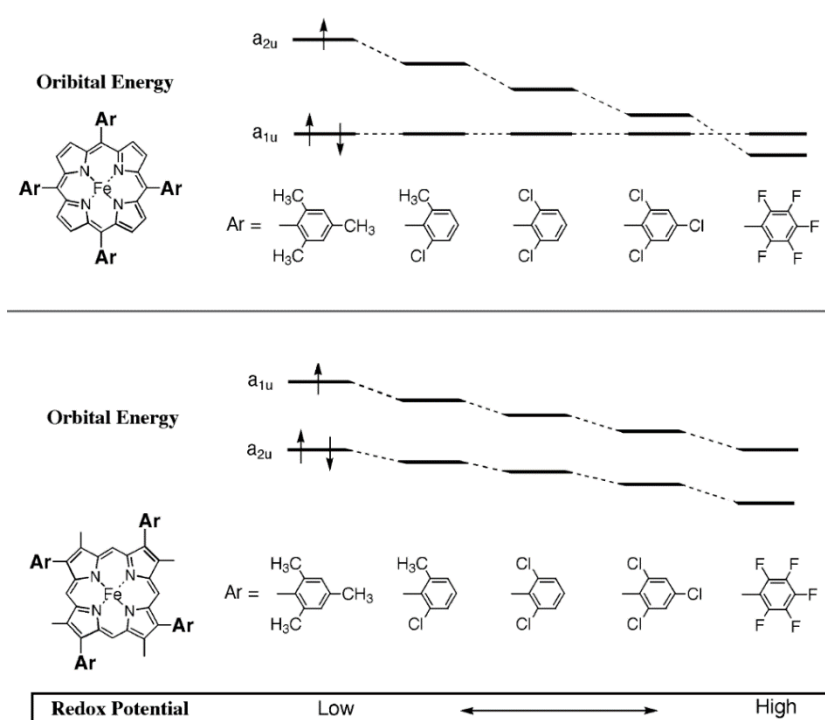 a2u
Oribital Energy
a1u
Ar
Ar
Ar
Ar
N
N
N
N
Fe
Ar =
H3C
CH3
H3C
H3C
Cl
Cl
Cl
Cl
Cl
Cl
F
F
F
F
F
a1u
Orbital Energy
a2u
Ar
Ar
Ar
Ar
N
N
N
N
Fe
Ar =
H3C
CH3
H3C
H3C
Cl
Cl
Cl
Cl
Cl
Cl
F
F
F
F
F
Redox Potential Low High